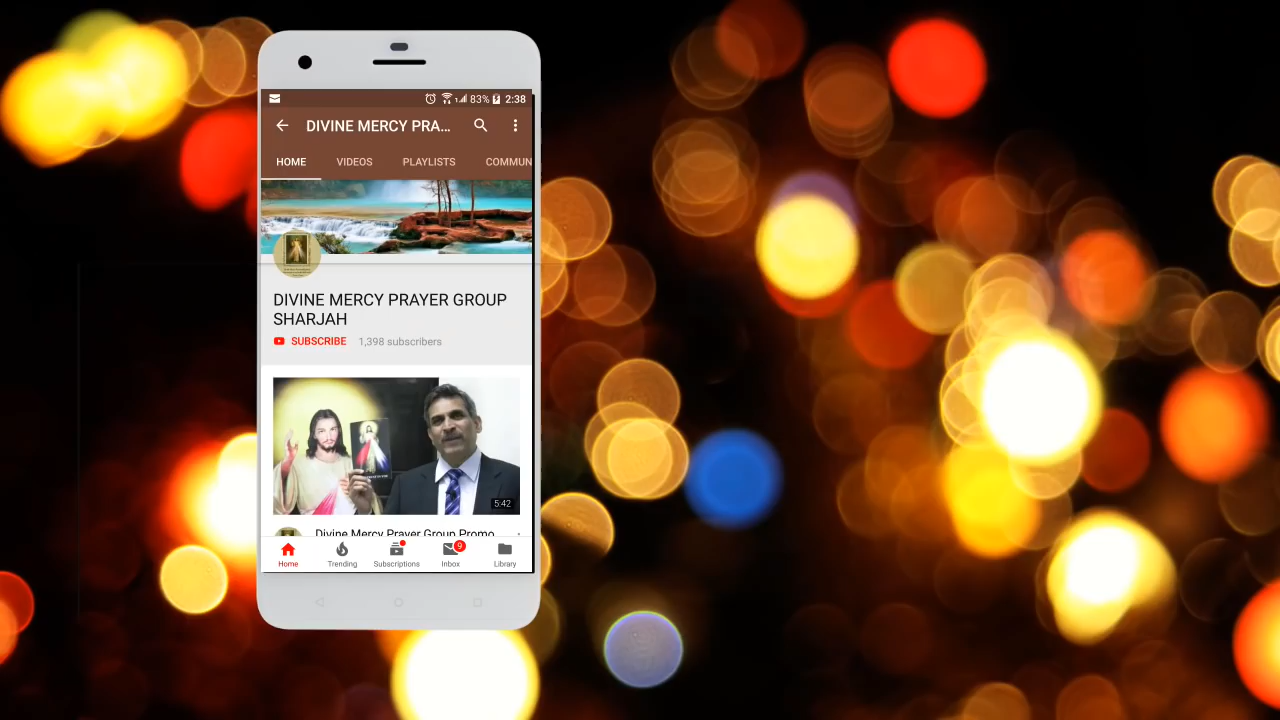 83% 2:38
DIVINE MERCY PRA...
HOME VIDEOS PLAYLISTS COMMUN
DIVINE MERCY PRAYER GROUP
SHARJAH
SUBSCRIBE 1,398 subscribers
5:42
Divine Mercy Prayer Group Promo
9
Home Trending Subscriptions Inbox Library